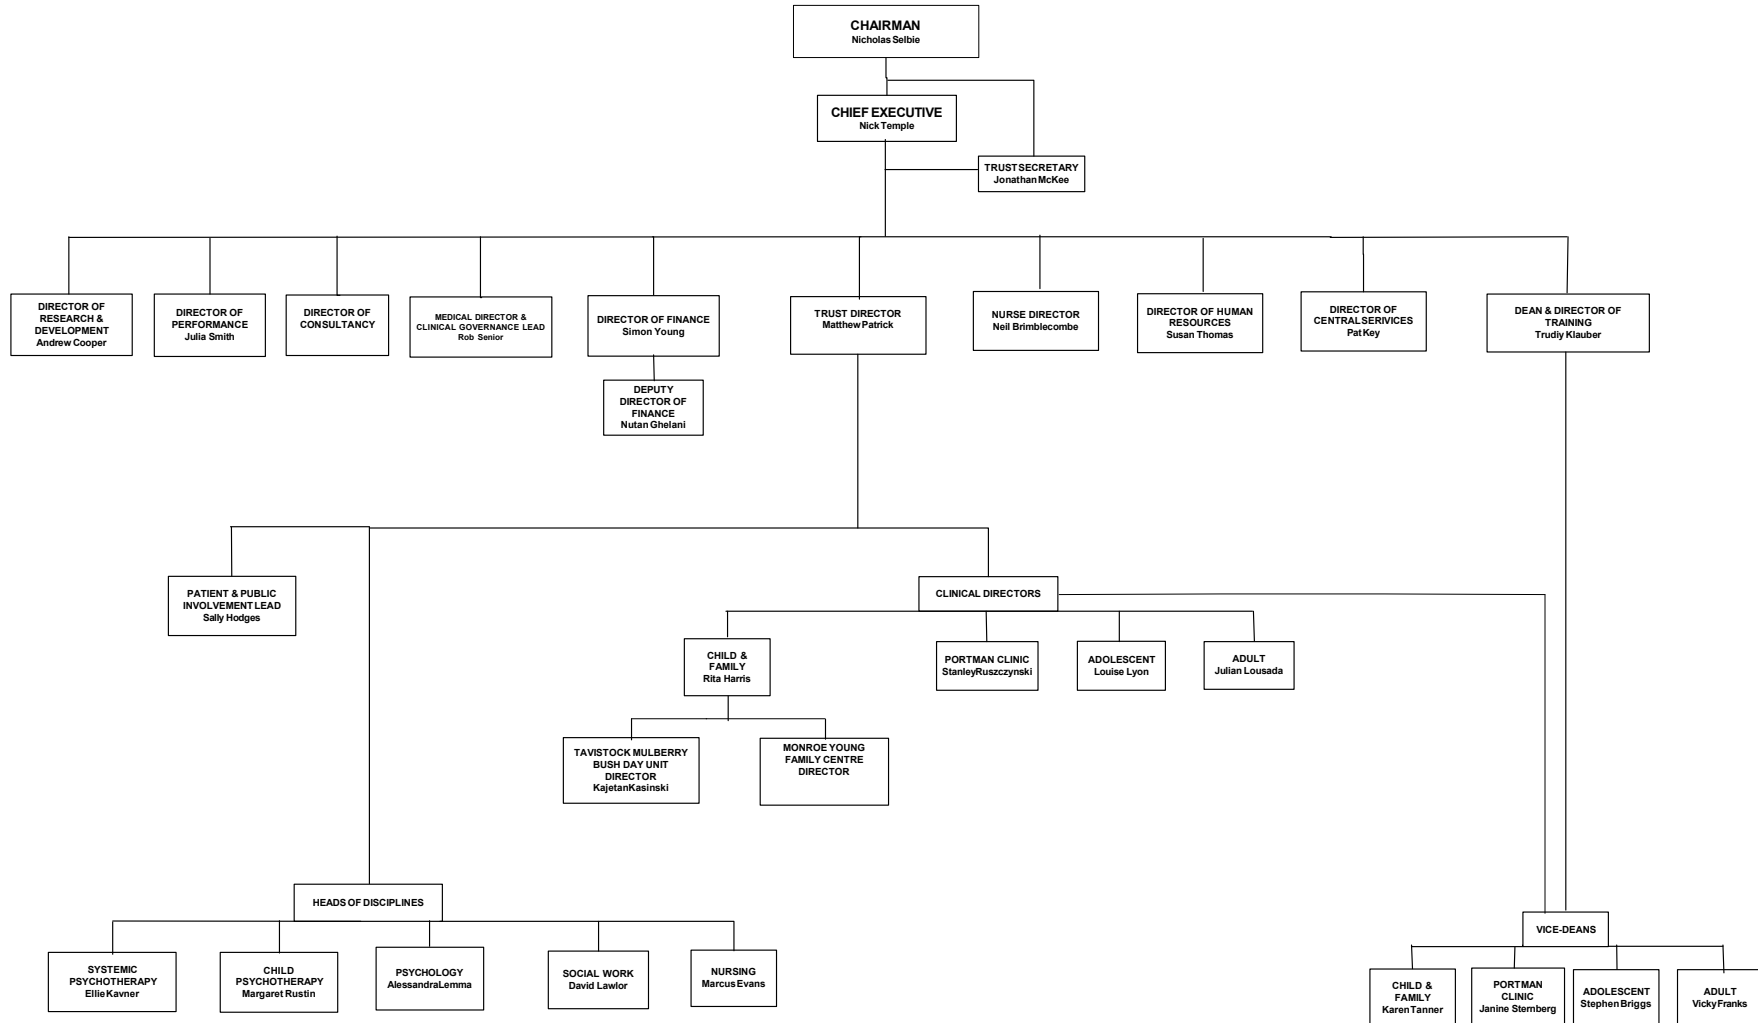 CHAIRMAN
Nicholas Selbie
CHIEF EXECUTIVE
Nick Temple
TRUST SECRETARY
Jonathan McKee
DIRECTOR OF
RESEARCH &
DEVELOPMENT
Andrew Cooper
DIRECTOR OF
PERFORMANCE
Julia Smith
DIRECTOR OF
CONSULTANCY
MEDICAL DIRECTOR &
CLINICAL GOVERNANCE LEAD
Rob Senior
DIRECTOR OF FINANCE
Simon Young
TRUST DIRECTOR
Matthew Patrick
NURSE DIRECTOR
Neil Brimblecombe
DIRECTOR OF HUMAN
RESOURCES
Susan Thomas
DIRECTOR OF
CENTRAL SERIVICES
Pat Key
DEAN & DIRECTOR OF
TRAINING
Trudiy Klauber
DEPUTY
DIRECTOR OF
FINANCE
Nutan Ghelani
PATIENT & PUBLIC
INVOLVEMENT LEAD
Sally Hodges
CLINICAL DIRECTORS
CHILD &
FAMILY
Rita Harris
PORTMAN CLINIC
Stanley Ruszczynski
ADOLESCENT
Louise Lyon
ADULT
Julian Lousada
TAVISTOCK MULBERRY
BUSH DAY UNIT
DIRECTOR
Kajetan Kasinski
MONROE YOUNG
FAMILY CENTRE
DIRECTOR
HEADS OF DISCIPLINES
SYSTEMIC
PSYCHOTHERAPY
Ellie Kavner
CHILD
PSYCHOTHERAPY
Margaret Rustin
PSYCHOLOGY
Alessandra Lemma
SOCIAL WORK
David Lawlor
NURSING
Marcus Evans
VICE-DEANS
CHILD &
FAMILY
Karen Tanner
PORTMAN
CLINIC
Janine Sternberg
ADOLESCENT
Stephen Briggs
ADULT
Vicky Franks